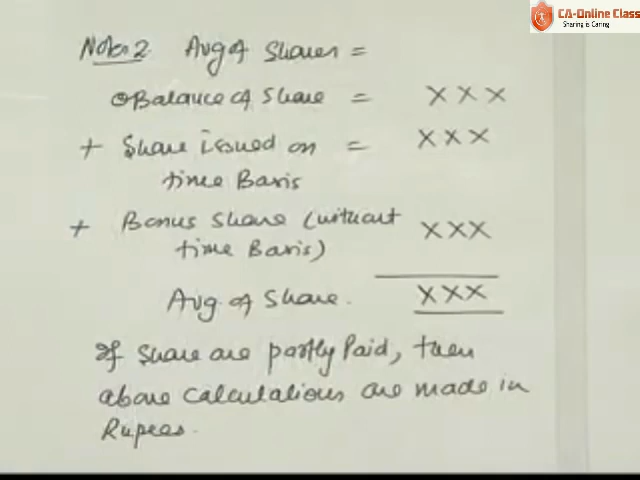 CA-Online Class
Sharing is Caring
Note 2 Avg of Shares =
Balance of Share = XXX
+ Share issued on = XXX
time Basis
+ Bonus Share (without
time Basis) XXX
Avg. of Share. XXX
If Share are partly Paid, then
above Calculations are made in
Rupees.